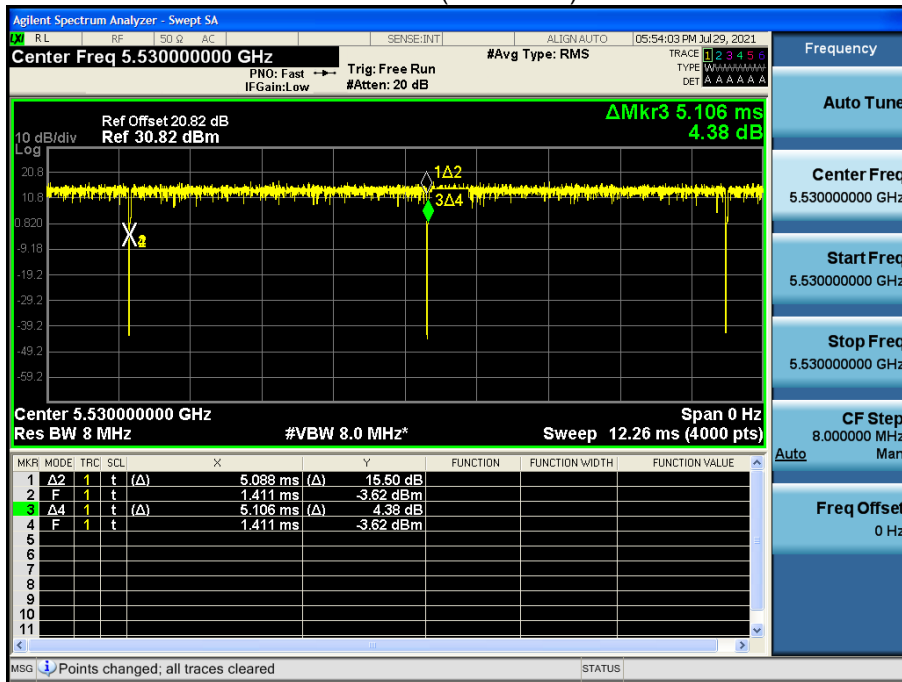 Agilent Spectrum Analyzer - Swept SA
LXI RL RF 50 Ω AC SENSE:INT ALIGN AUTO 05:54:03 PM Jul 29, 2021
Center Freq 5.530000000 GHz #Avg Type: RMS TRACE 1 2 3 4 5 6
PNO: Fast Trig: Free Run TYPE
IFGain:Low #Atten: 20 dB DET A A A A A A
Frequency
Auto Tune
Center Freq
5.530000000 GHz
Start Freq
5.530000000 GHz
Stop Freq
5.530000000 GHz
CF Step
8.000000 MHz
Auto Man
Freq Offset
0 Hz
ΔMkr3 5.106 ms
4.38 dB
Ref Offset 20.82 dB
10 dB/div Ref 30.82 dBm
Log
20.8
10.8
0.820
-9.18
-19.2
-29.2
-39.2
-49.2
-59.2
1Δ2
3Δ4
X
Center 5.530000000 GHz Span 0 Hz
Res BW 8 MHz #VBW 8.0 MHz* Sweep 12.26 ms (4000 pts)
MKR MODE TRC SCL X Y FUNCTION FUNCTION WIDTH FUNCTION VALUE
1 Δ2 1 t (Δ) 5.088 ms (Δ) 15.50 dB
2 F 1 t 1.411 ms -3.62 dBm
3 Δ4 1 t (Δ) 5.106 ms (Δ) 4.38 dB
4 F 1 t 1.411 ms -3.62 dBm
5
6
7
8
9
10
11
MSG Points changed; all traces cleared STATUS